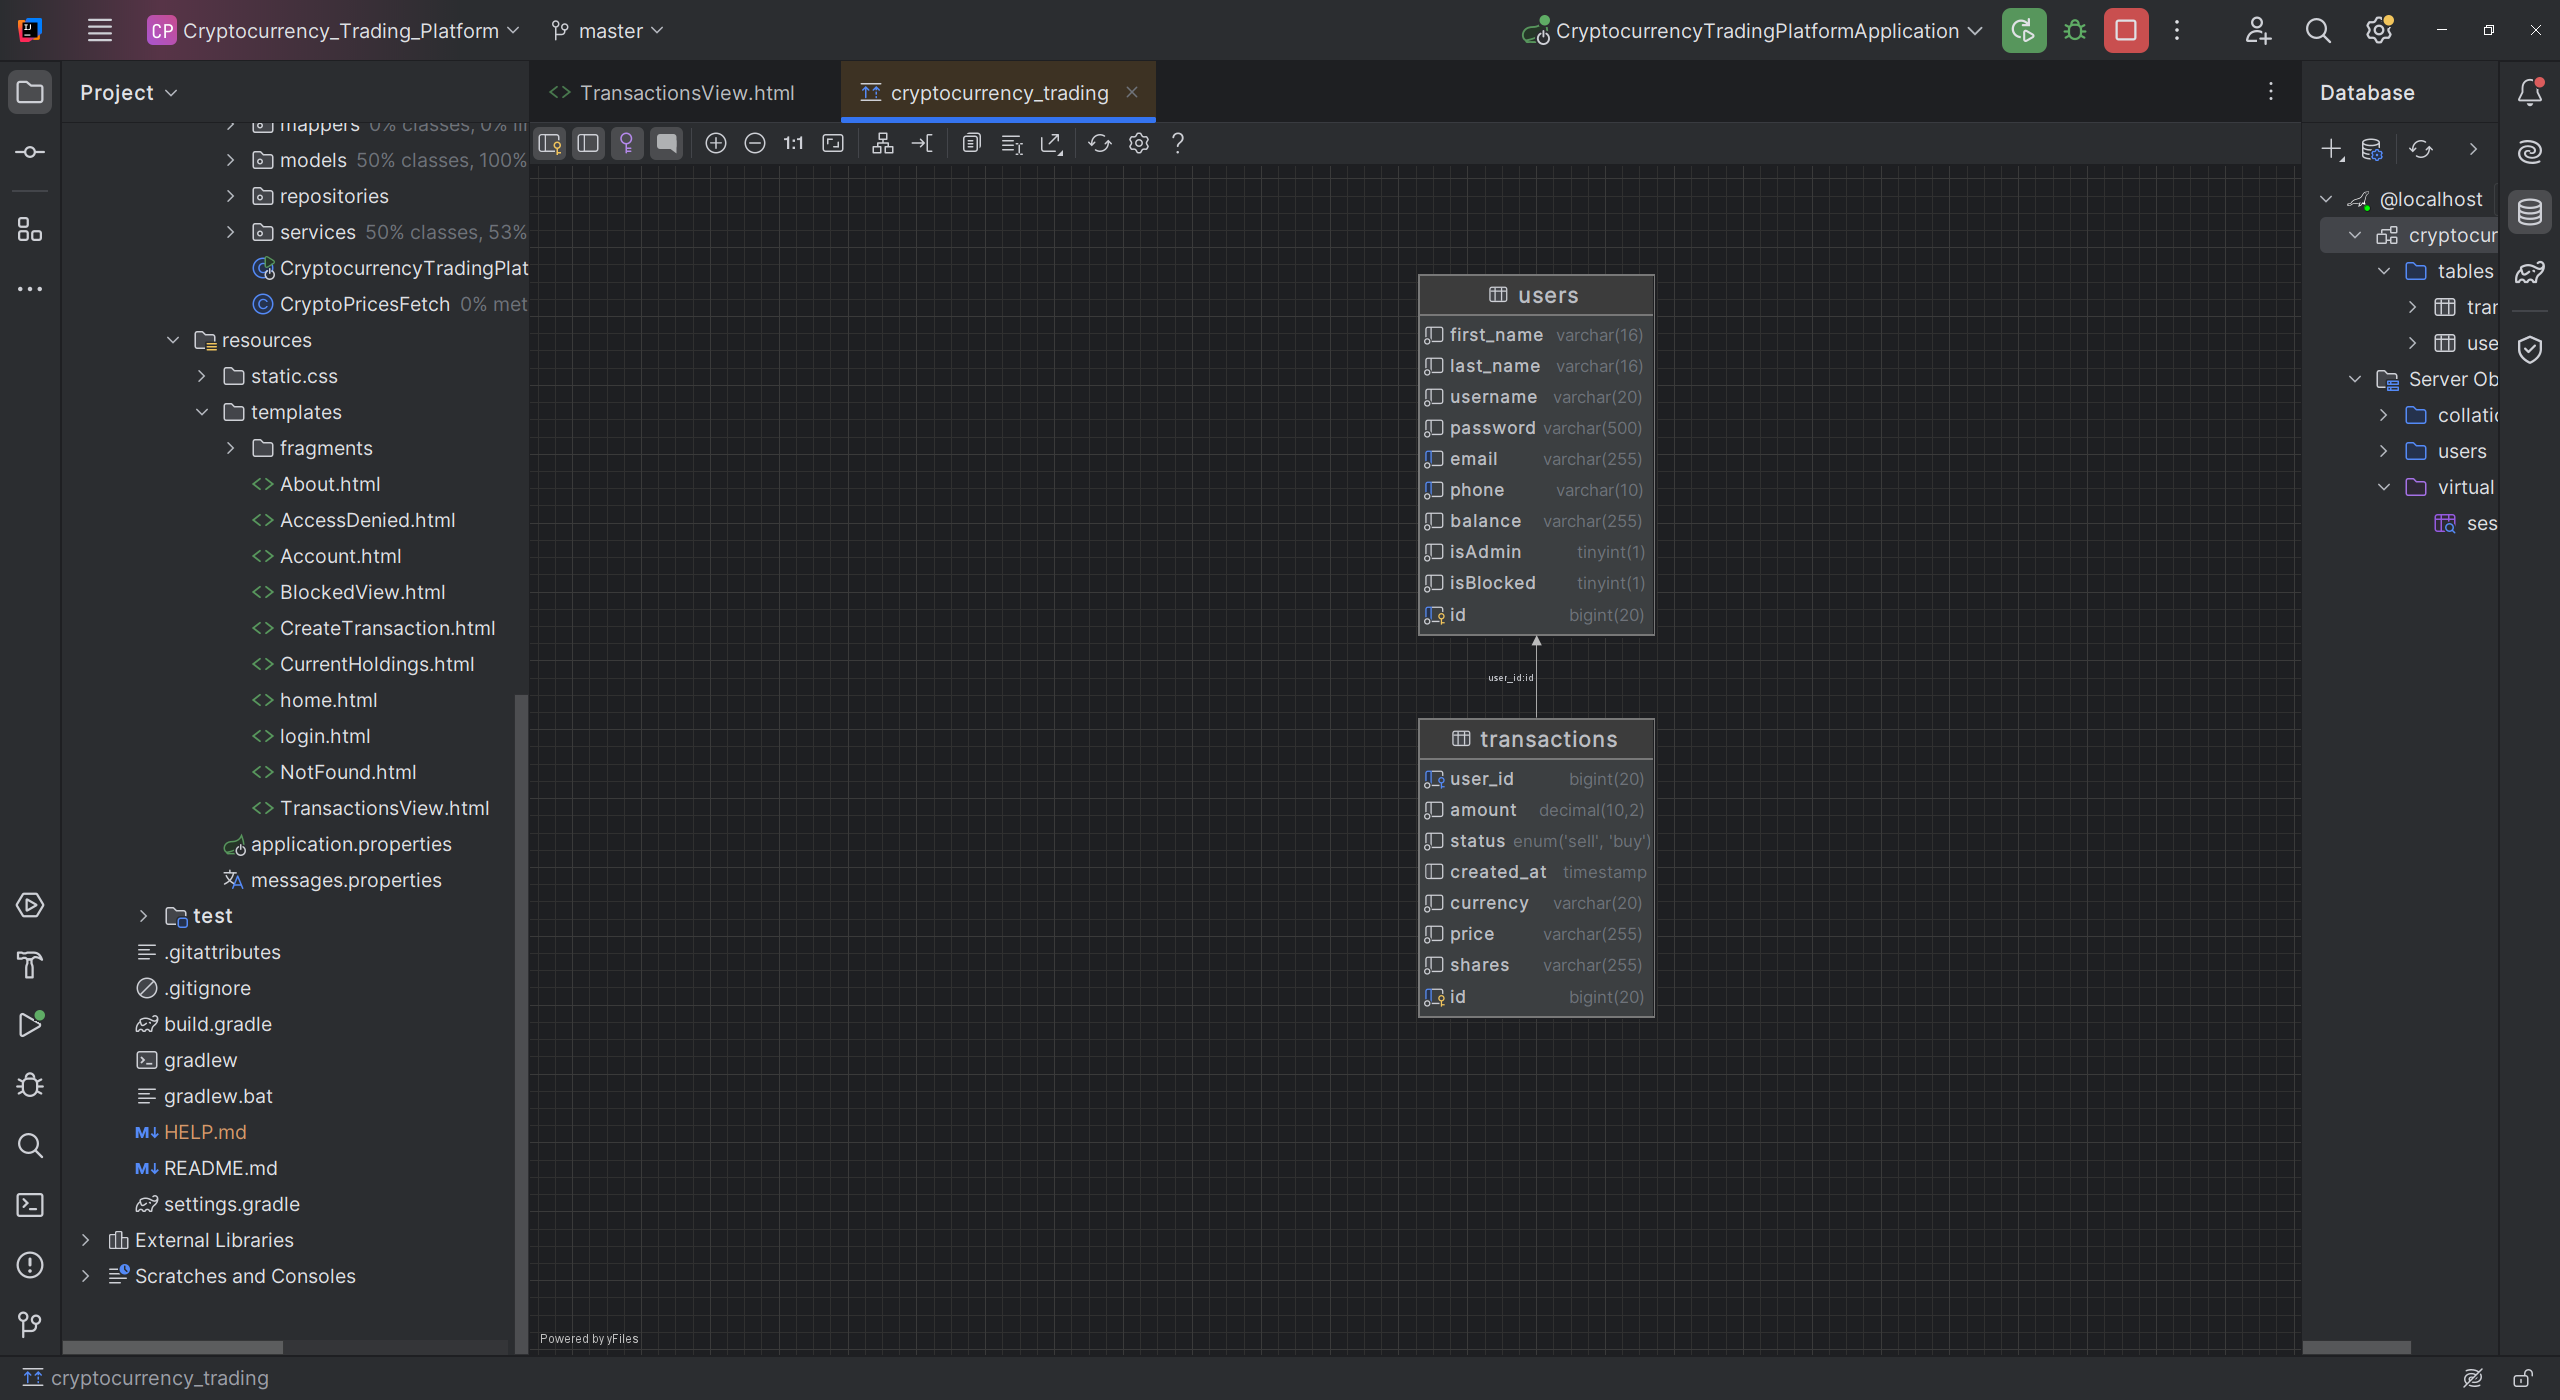 CP Cryptocurrency_Trading_Platform
master
CryptocurrencyTradingPlatformApplication
Project
mappers 0% classes, 0%
models 50% classes, 100%
repositories
services 50% classes, 53%
CryptocurrencyTradingPlat
CryptoPricesFetch 0% met
resources
static.css
templates
fragments
About.html
AccessDenied.html
Account.html
BlockedView.html
CreateTransaction.html
CurrentHoldings.html
home.html
login.html
NotFound.html
TransactionsView.html
application.properties
messages.properties
test
.gitattributes
.gitignore
build.gradle
gradlew
gradlew.bat
M↓ HELP.md
M↓ README.md
settings.gradle
External Libraries
Scratches and Consoles
TransactionsView.html
cryptocurrency_trading
1:1
users
first_name varchar(16)
last_name varchar(16)
username varchar(20)
password varchar(500)
email varchar(255)
phone varchar(10)
balance varchar(255)
isAdmin tinyint(1)
isBlocked tinyint(1)
id bigint(20)
user_id:id
transactions
user_id bigint(20)
amount decimal(10,2)
status enum('sell', 'buy')
created_at timestamp
currency varchar(20)
price varchar(255)
shares varchar(255)
id bigint(20)
Powered by yFiles
Database
@localhost
cryptocur
tables
tran
use
Server Ob
collatio
users
virtual
ses
cryptocurrency_trading